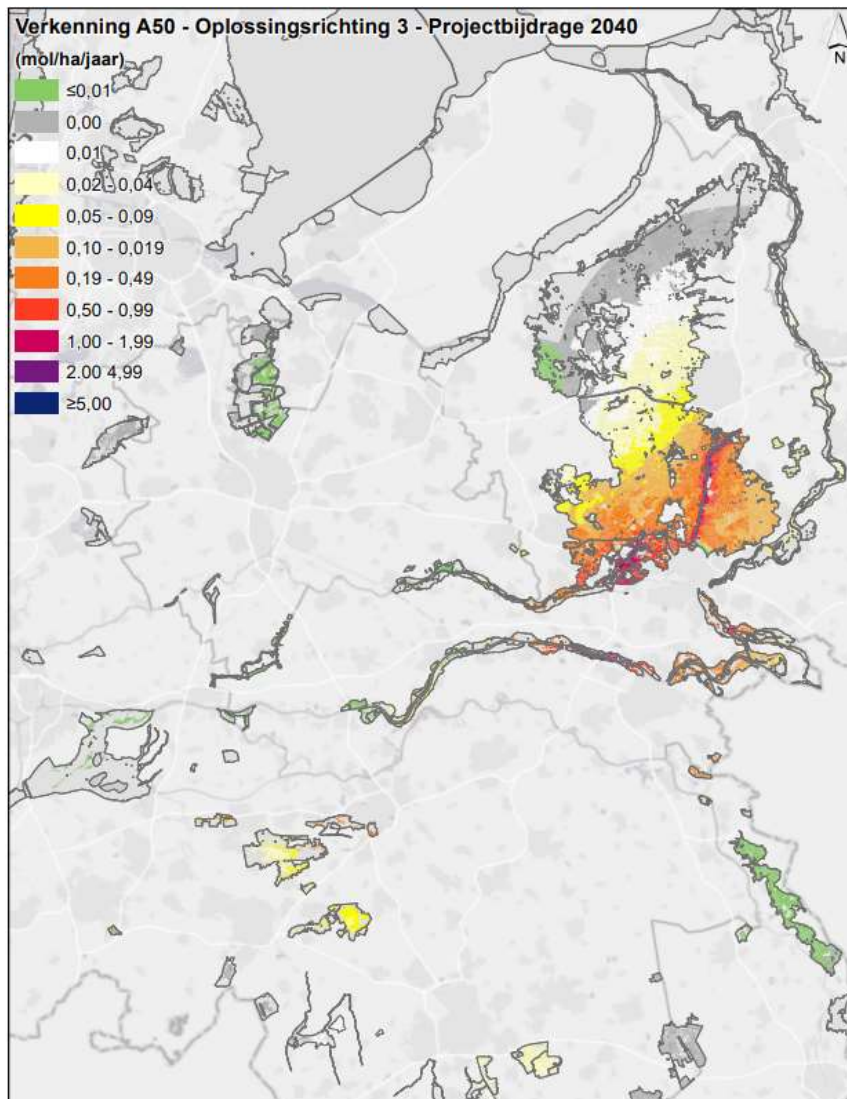 Verkenning A50 - Oplossingsrichting 3 - Projectbijdrage 2040
(mol/ha/jaar)
N
≤0,01
0,00
0,01
0,02 - 0,04
0,05 - 0,09
0,10 - 0,019
0,19 - 0,49
0,50 - 0,99
1,00 - 1,99
2,00 4,99
≥5,00